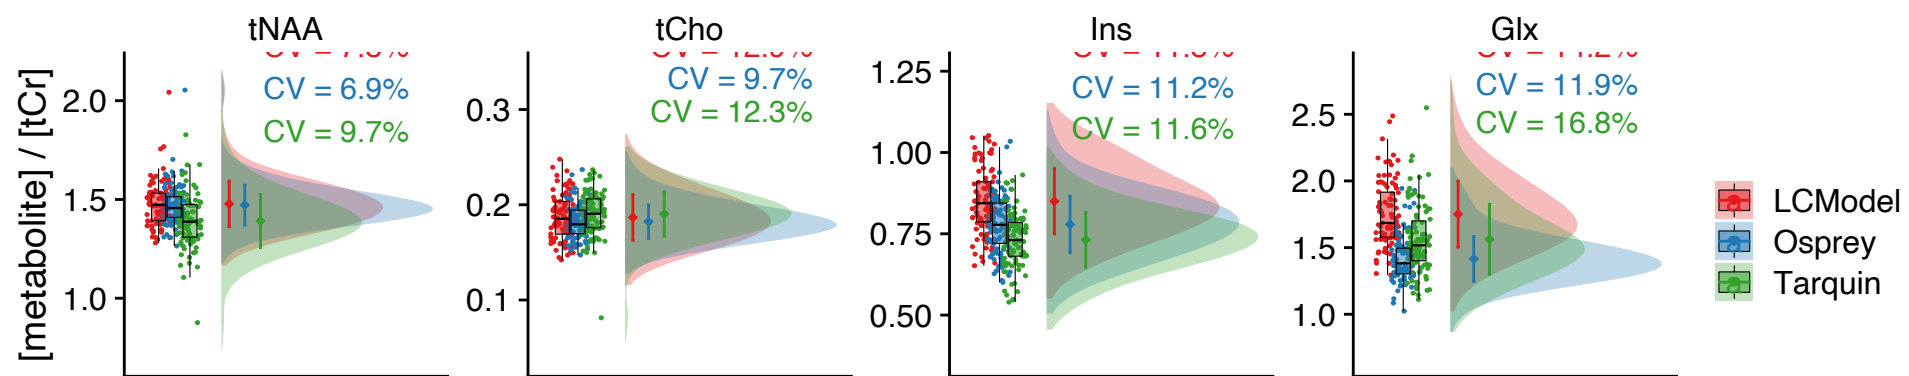 tNAA
tCho
Ins
Glx
[metabolite] / [tCr]
2.0
1.5
1.0
CV = 6.9%
CV = 9.7%
0.3
0.2
0.1
CV = 9.7%
CV = 12.3%
1.25
1.00
0.75
0.50
CV = 11.2%
CV = 11.6%
2.5
2.0
1.5
1.0
CV = 11.9%
CV = 16.8%
LCModel
Osprey
Tarquin